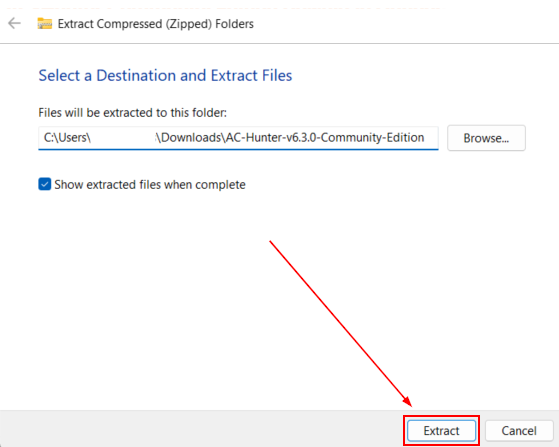 Extract Compressed (Zipped) Folders
Select a Destination and Extract Files
Files will be extracted to this folder:
C:\Users\ \Downloads\AC-Hunter-v6.3.0-Community-Edition
Browse...
Show extracted files when complete
Extract
Cancel